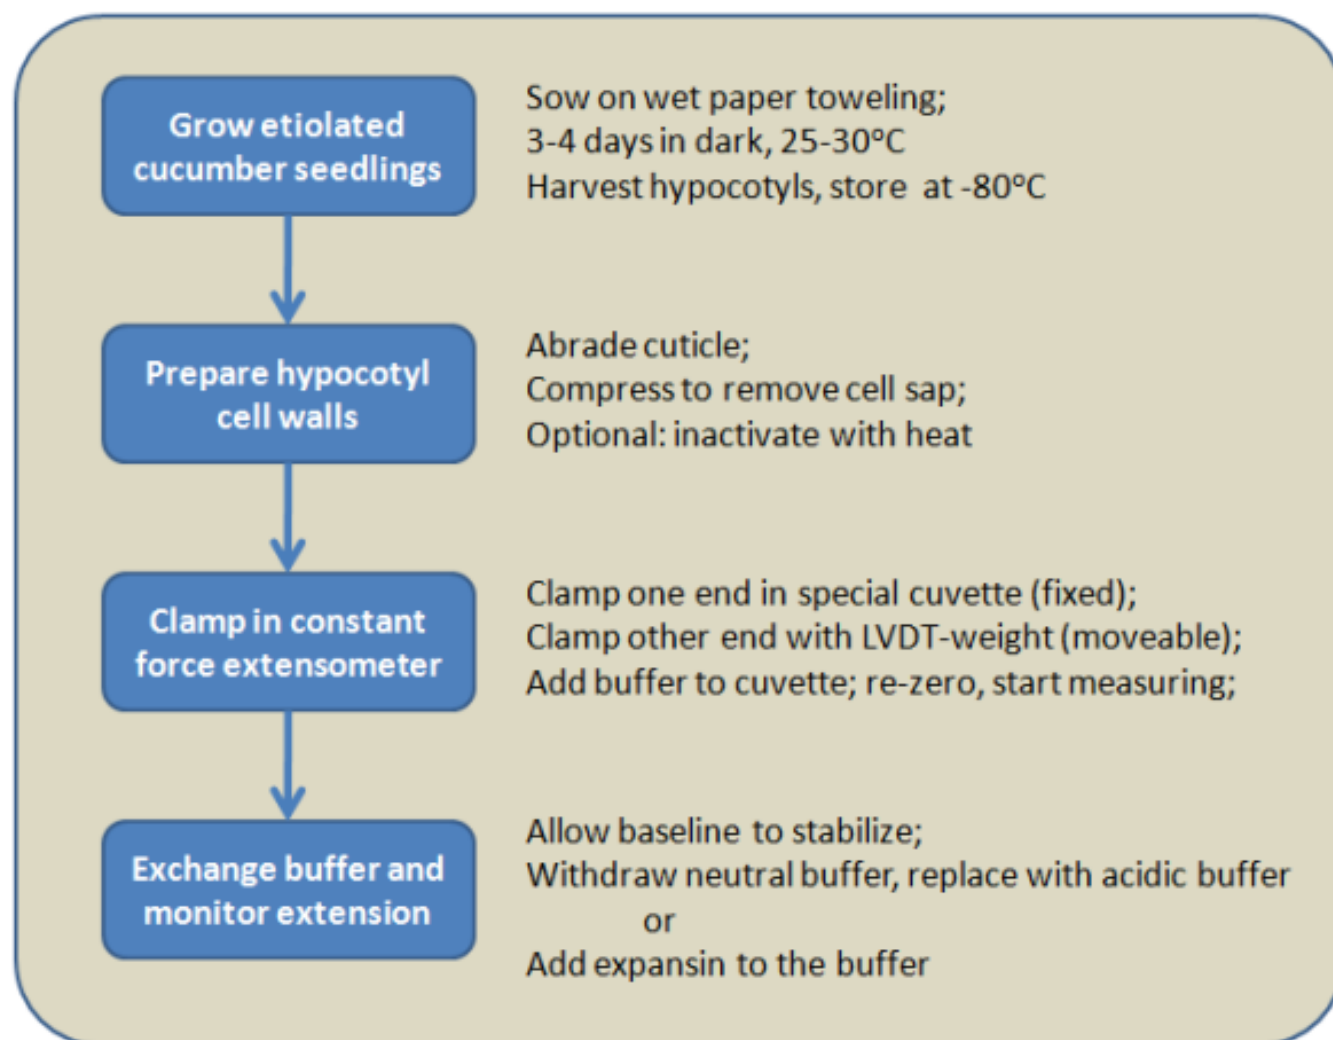 Grow etiolated
cucumber seedlings
Sow on wet paper toweling;
3-4 days in dark, 25-30ºC
Harvest hypocotyls, store at -80ºC
Prepare hypocotyl
cell walls
Abrade cuticle;
Compress to remove cell sap;
Optional: inactivate with heat
Clamp in constant
force extensometer
Clamp one end in special cuvette (fixed);
Clamp other end with LVDT-weight (moveable);
Add buffer to cuvette; re-zero, start measuring;
Exchange buffer and
monitor extension
Allow baseline to stabilize;
Withdraw neutral buffer, replace with acidic buffer
or
Add expansin to the buffer